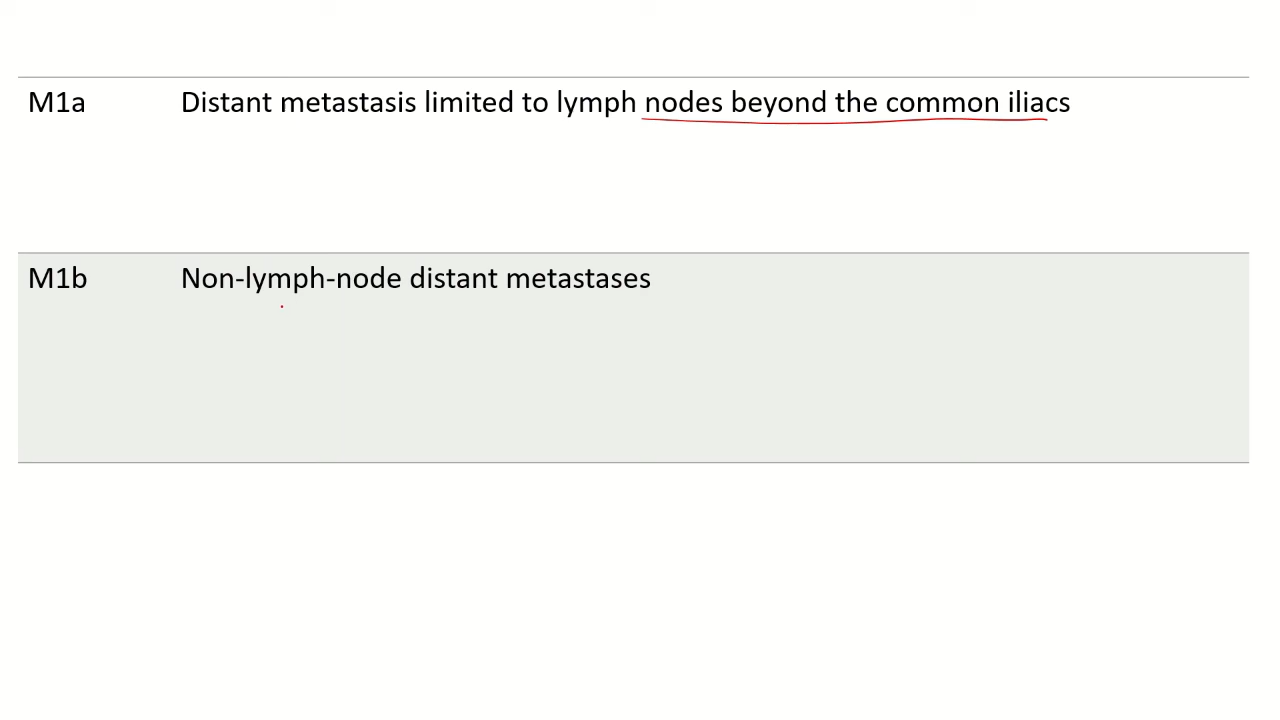 M1a Distant metastasis limited to lymph nodes beyond the common iliacs
M1b Non-lymph-node distant metastases